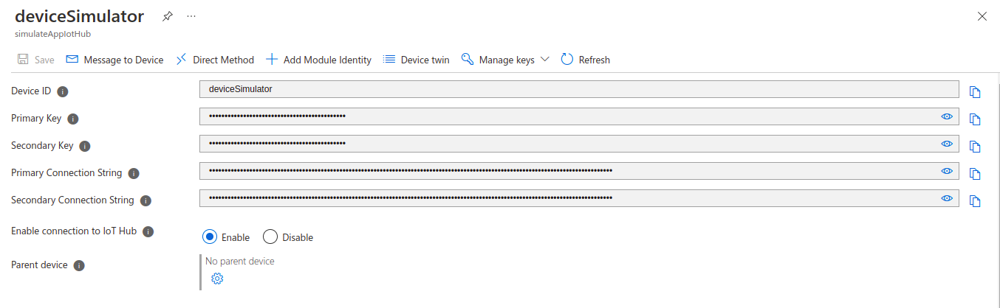 deviceSimulator
simulateAppIotHub
Save Message to Device Direct Method Add Module Identity Device twin Manage keys Refresh
Device ID deviceSimulator
Primary Key
Secondary Key
Primary Connection String
Secondary Connection String
Enable connection to IoT Hub Enable Disable
Parent device No parent device